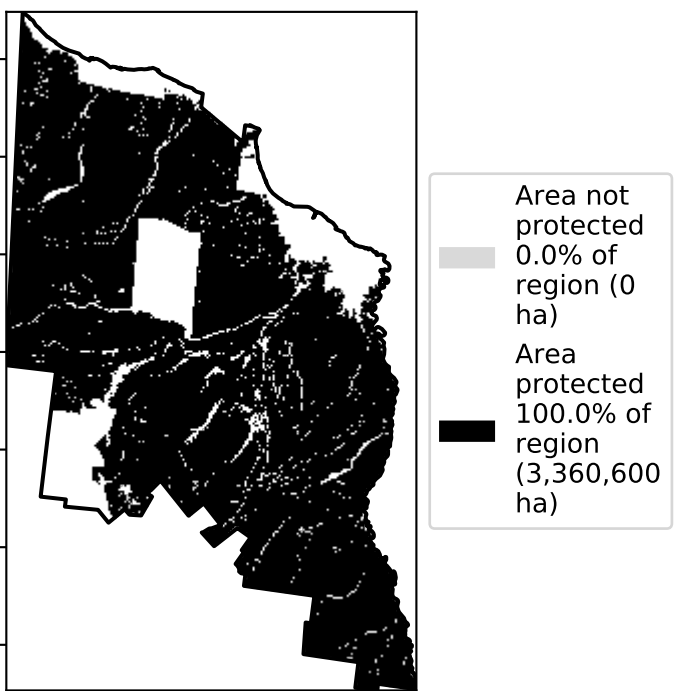 Area not
protected
0.0% of
region (0
ha)
Area
protected
100.0% of
region
(3,360,600
ha)